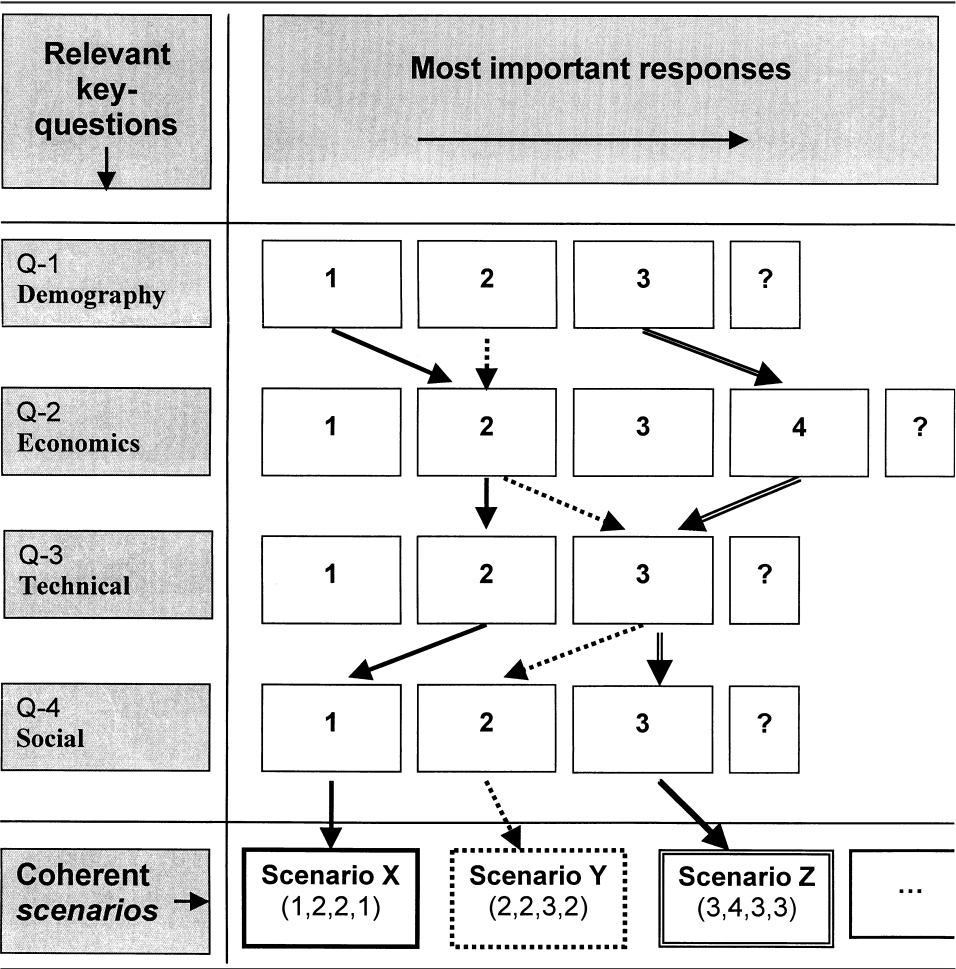 Relevant
key-
questions
Most important responses
Q-1
Demography
1
2
3
?
Q-2
Economics
1
2
3
4
?
Q-3
Technical
1
2
3
?
Q-4
Social
1
2
3
?
Coherent
scenarios
Scenario X
(1,2,2,1)
Scenario Y
(2,2,3,2)
Scenario Z
(3,4,3,3)
...